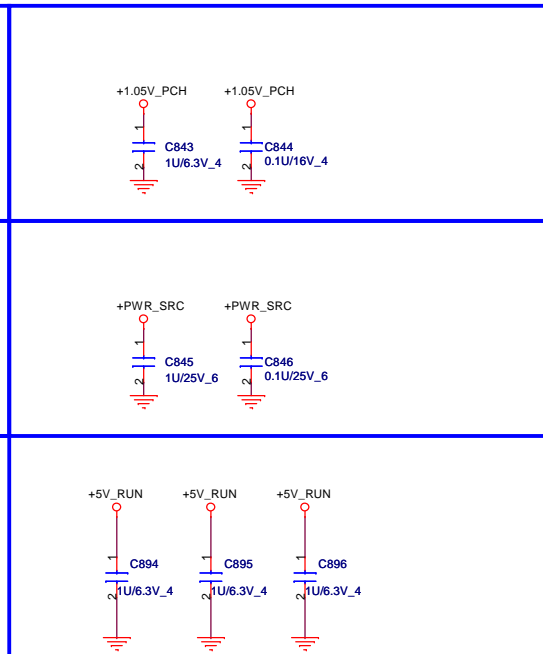 +1.05V_PCH +1.05V_PCH
1 1
C843 C844
1U/6.3V_4 0.1U/16V_4
2 2
+PWR_SRC +PWR_SRC
1 1
C845 C846
1U/25V_6 0.1U/25V_6
2 2
+5V_RUN +5V_RUN +5V_RUN
1 1 1
C894 C895 C896
1U/6.3V_4 1U/6.3V_4 1U/6.3V_4
2 2 2